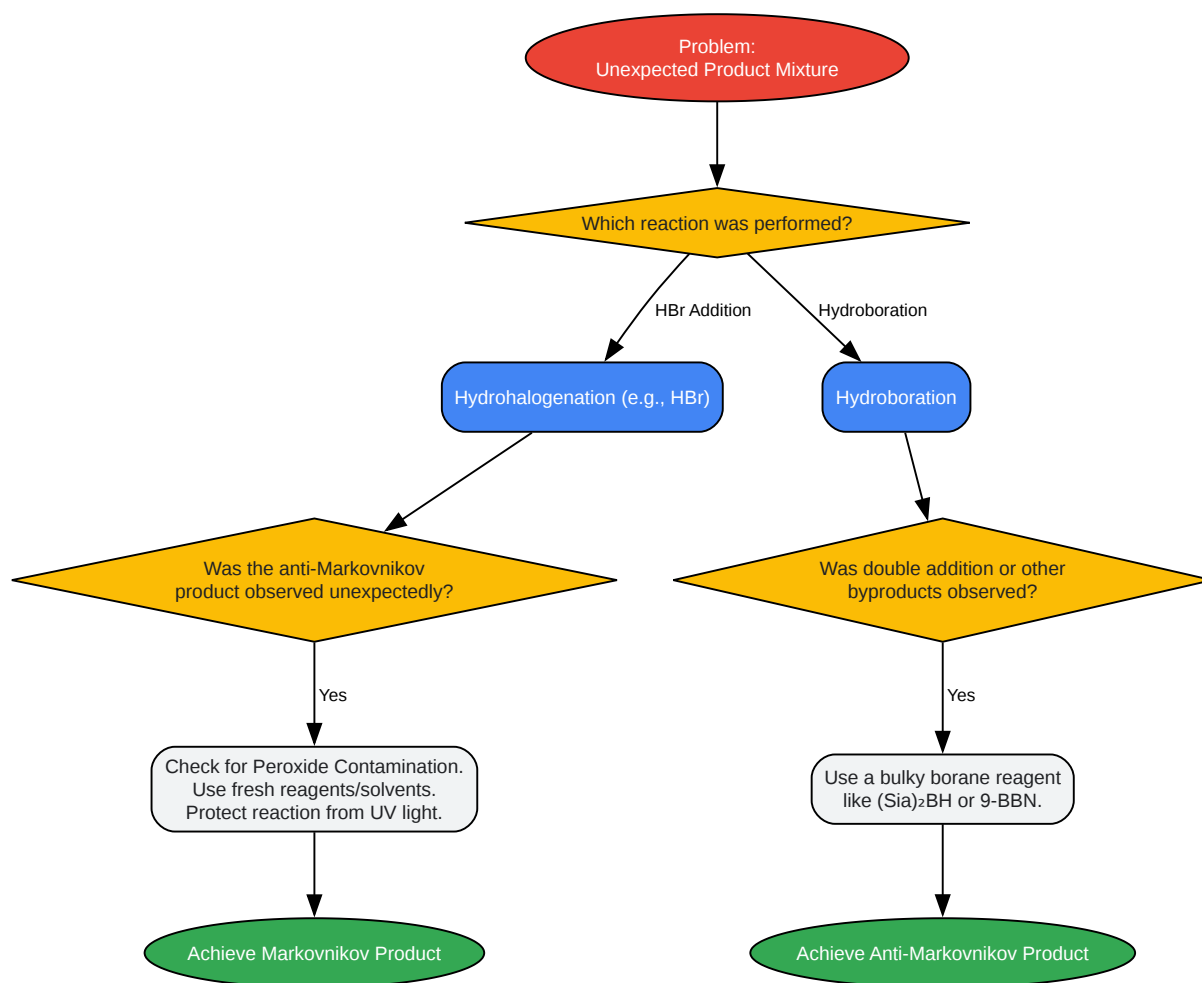 Problem:
Unexpected Product Mixture
Which reaction was performed?
HBr Addition
Hydroboration
Hydrohalogenation (e.g., HBr)
Hydroboration
Was the anti-Markovnikov
product observed unexpectedly?
Was double addition or other
byproducts observed?
Yes
Yes
Check for Peroxide Contamination.
Use fresh reagents/solvents.
Protect reaction from UV light.
Use a bulky borane reagent
like (Sia)₂BH or 9-BBN.
Achieve Markovnikov Product
Achieve Anti-Markovnikov Product